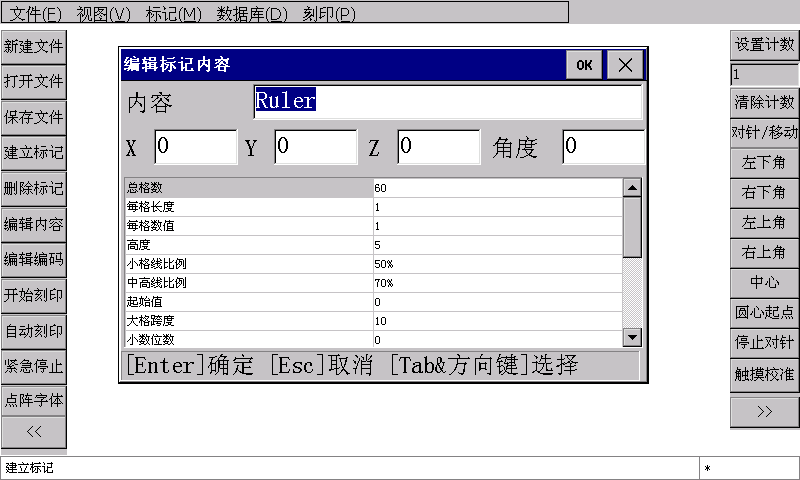 文件(F) 视图(V) 标记(M) 数据库(D) 刻印(P)
新建文件
打开文件
保存文件
建立标记
删除标记
编辑内容
编辑编码
开始刻印
自动刻印
紧急停止
点阵字体
<<
编辑标记内容 OK
内容 Ruler
X 0 Y 0 Z 0 角度 0
总格数 60
每格长度 1
每格数值 1
高度 5
小格线比例 50%
中高线比例 70%
起始值 0
大格跨度 10
小数位数 0
[Enter]确定 [Esc]取消 [Tab&方向键]选择
设置计数
1
清除计数
对针/移动
左下角
右下角
左上角
右上角
中心
圆心起点
停止对针
触摸校准
>>
建立标记 *